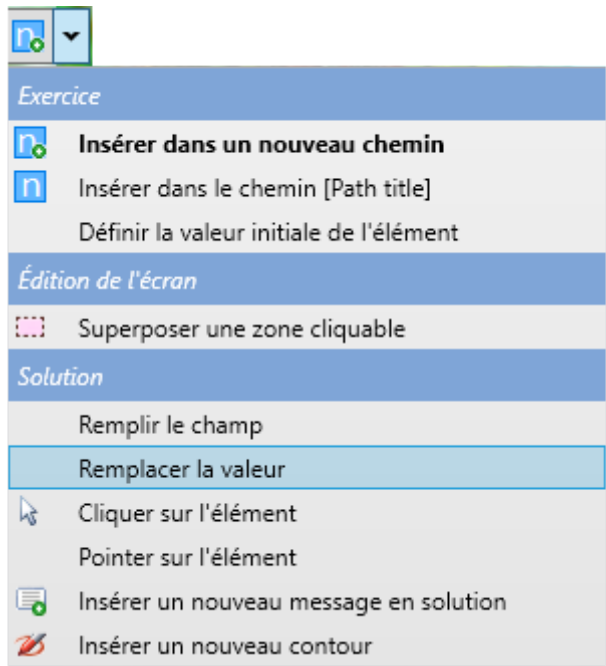 Exercice
Insérer dans un nouveau chemin
Insérer dans le chemin [Path title]
Définir la valeur initiale de l'élément
Édition de l'écran
Superposer une zone cliquable
Solution
Remplir le champ
Remplacer la valeur
Cliquer sur l'élément
Pointer sur l'élément
Insérer un nouveau message en solution
Insérer un nouveau contour